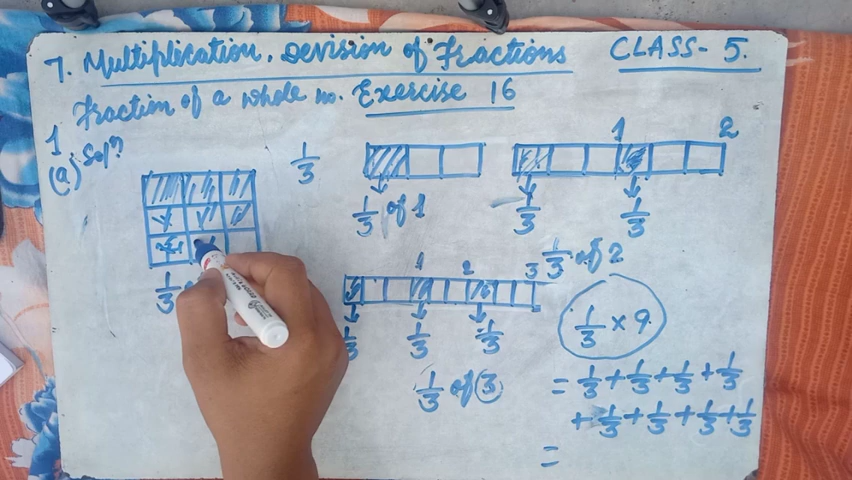 7. Multiplication. Devision of Fractions CLASS- 5.
Fraction of a whole no. Exercise 16
1
(a) Solⁿ
1/3
1 2
1/3 of 1
1/3 1/3
1/3 of 2
1 2 3
1/3 1/3 1/3
1/3 of 3
1/3
1/3 × 9
= 1/3 + 1/3 + 1/3 + 1/3
+ 1/3 + 1/3 + 1/3 + 1/3
=